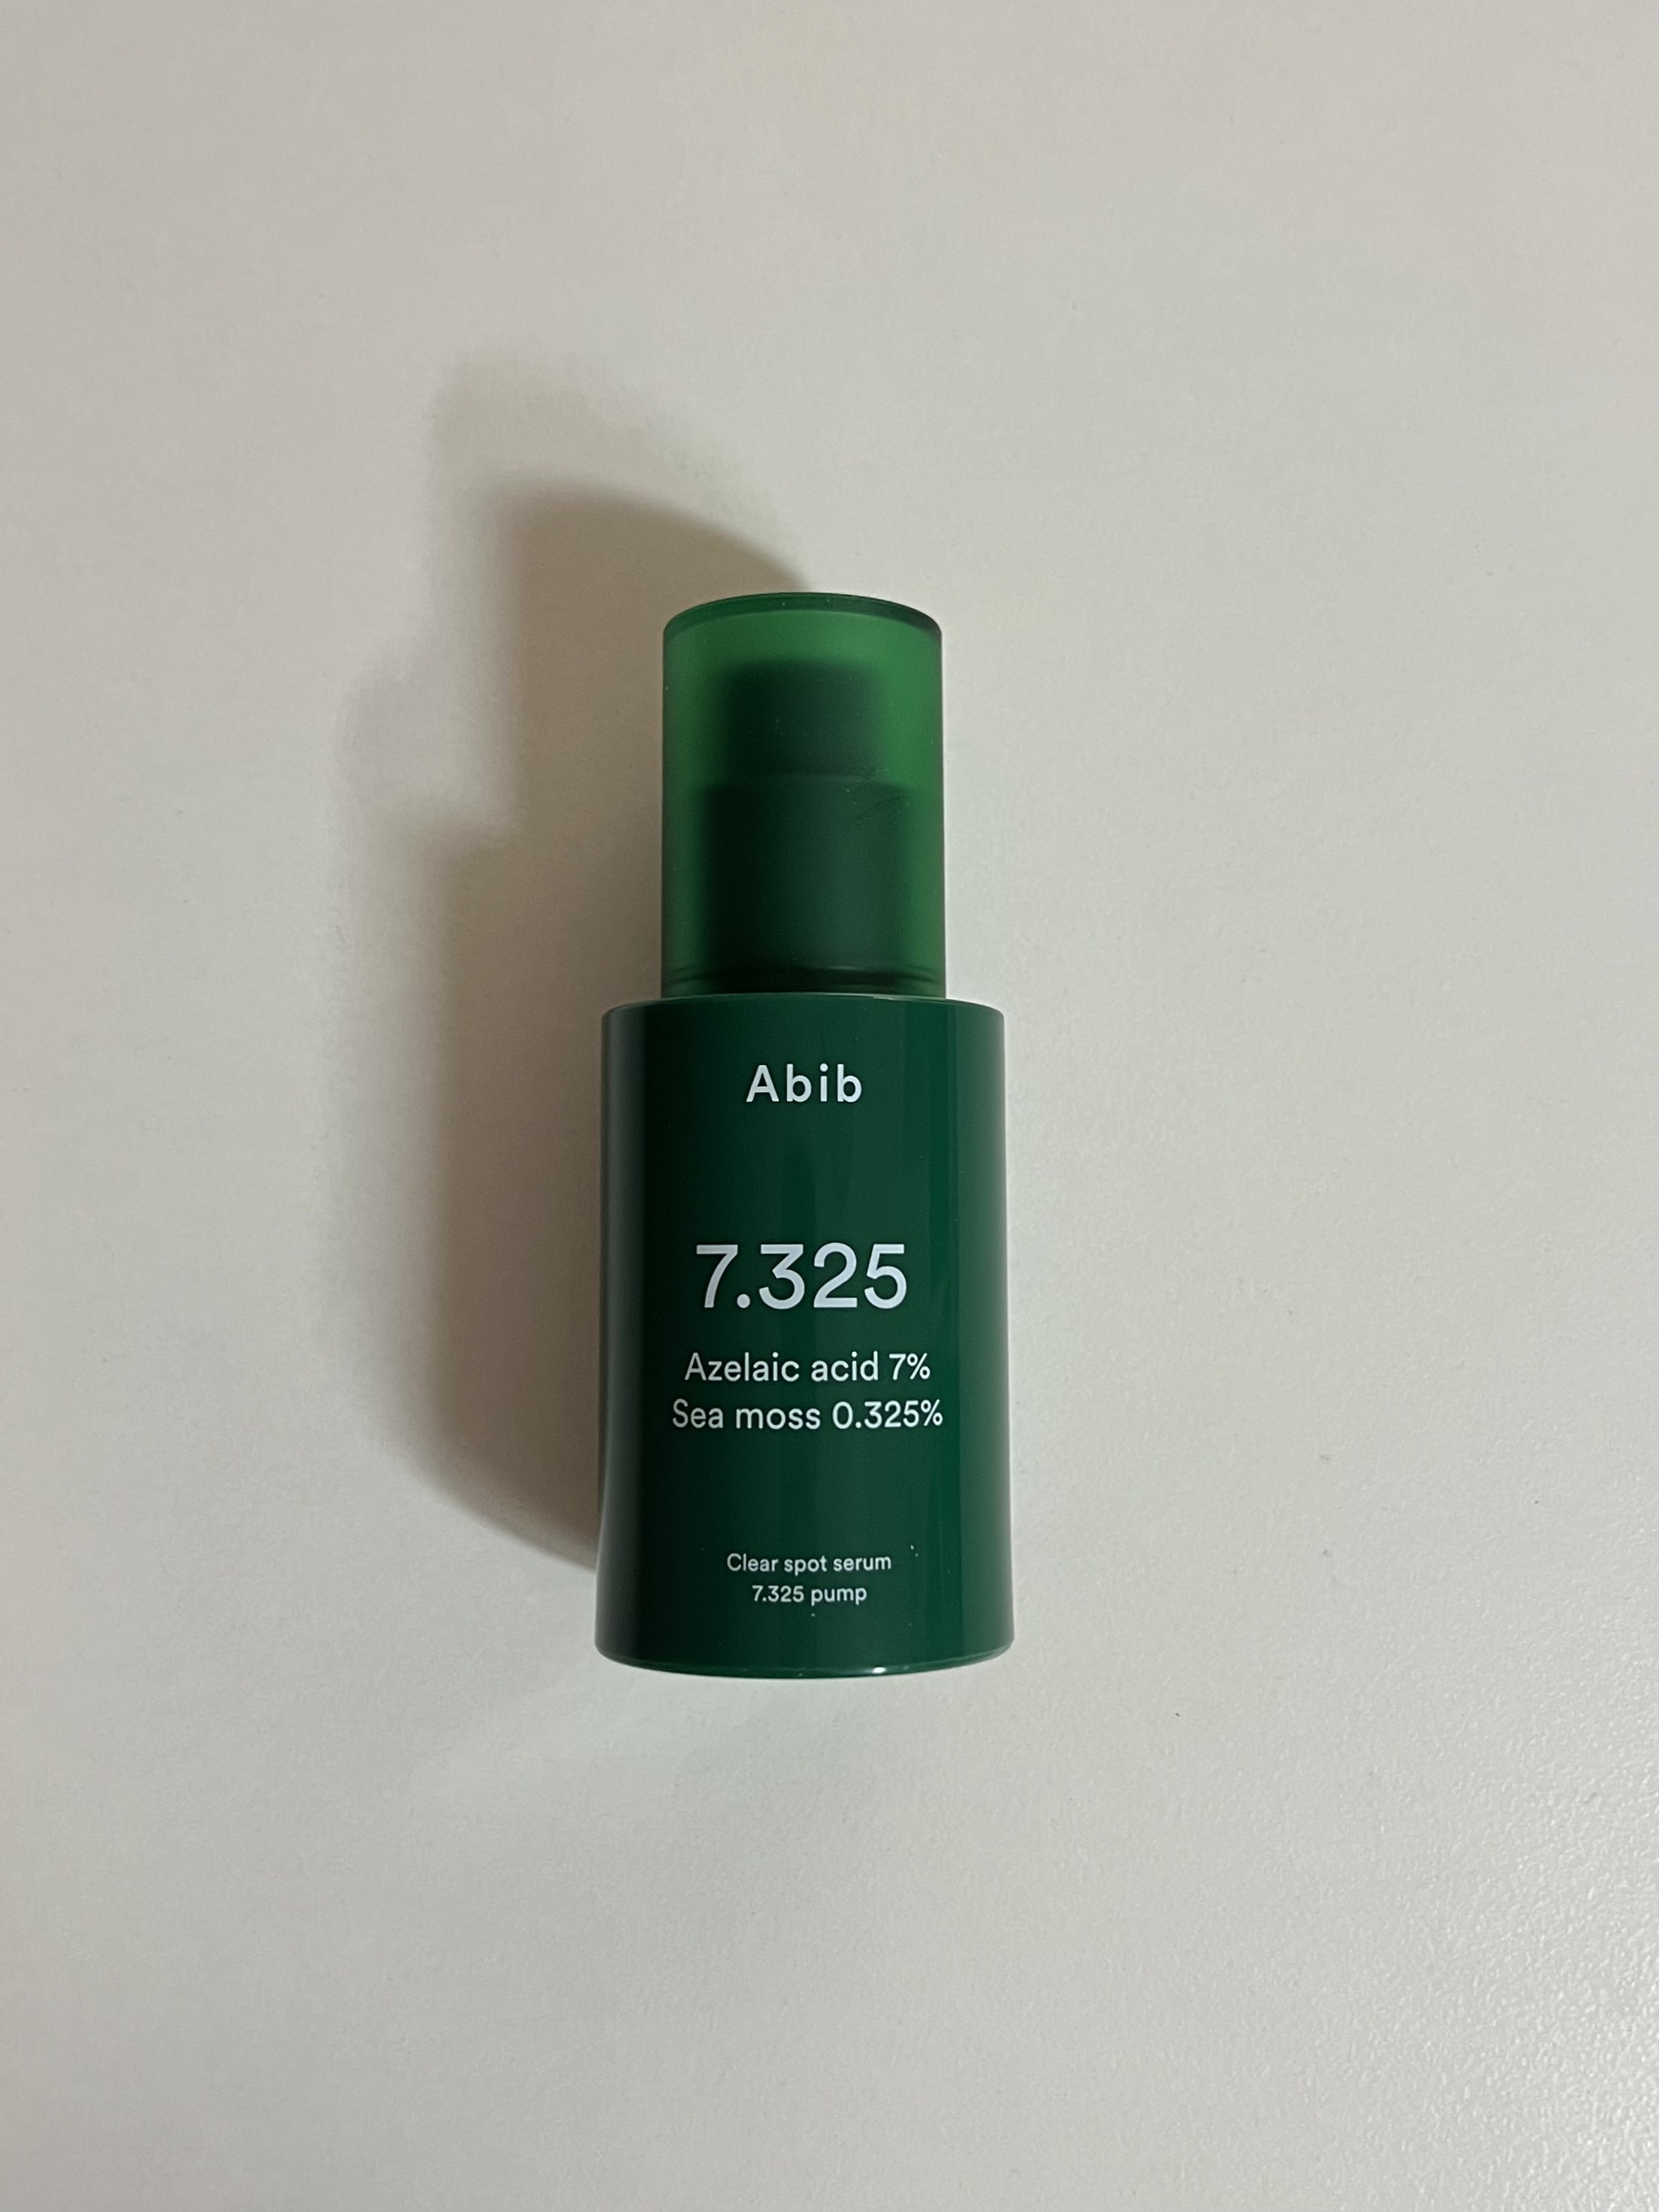 Abib
7.325
Azelaic acid 7%
Sea moss 0.325%
Clear spot serum
7.325 pump